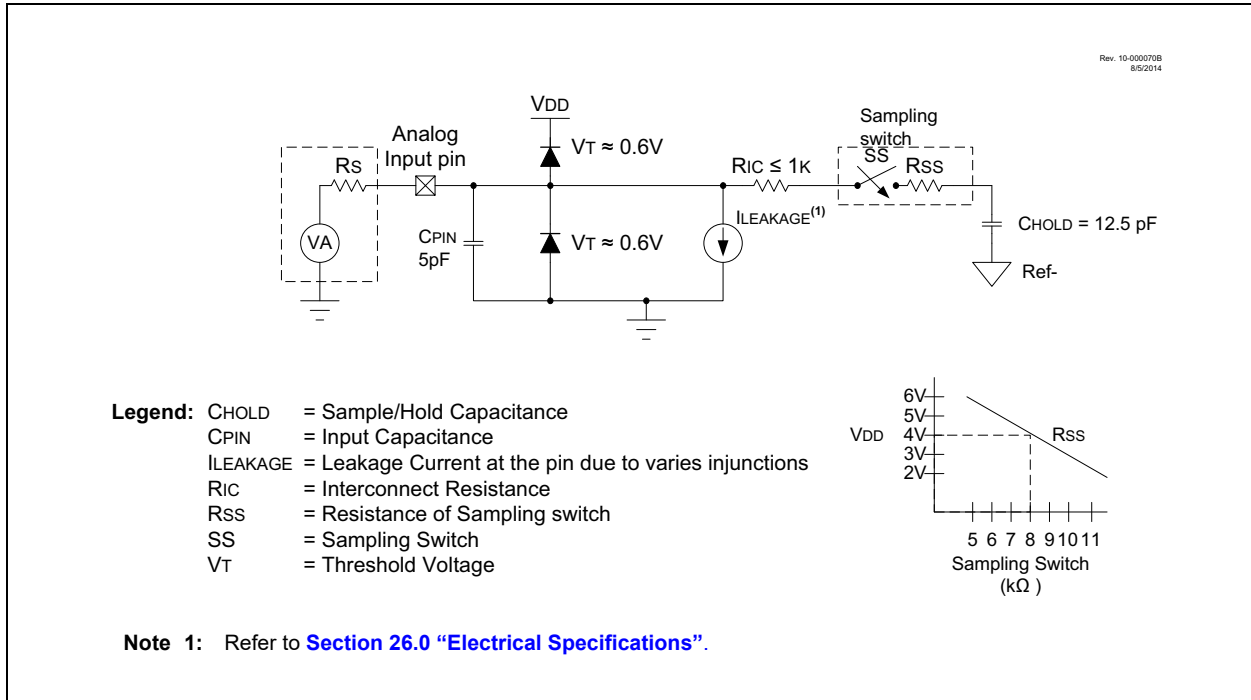 Rev. 10-000070B
8/5/2014
VDD
Analog
Input pin
VT ≈ 0.6V
RS
VA
CPIN
5pF
VT ≈ 0.6V
RIC ≤ 1K
ILEAKAGE(1)
Sampling
switch
SS
RSS
CHOLD = 12.5 pF
Ref-
Legend: CHOLD = Sample/Hold Capacitance
CPIN = Input Capacitance
ILEAKAGE = Leakage Current at the pin due to varies injunctions
RIC = Interconnect Resistance
RSS = Resistance of Sampling switch
SS = Sampling Switch
VT = Threshold Voltage
VDD
6V
5V
4V
3V
2V
RSS
5 6 7 8 9 10 11
Sampling Switch
(kΩ )
Note 1: Refer to Section 26.0 “Electrical Specifications”.